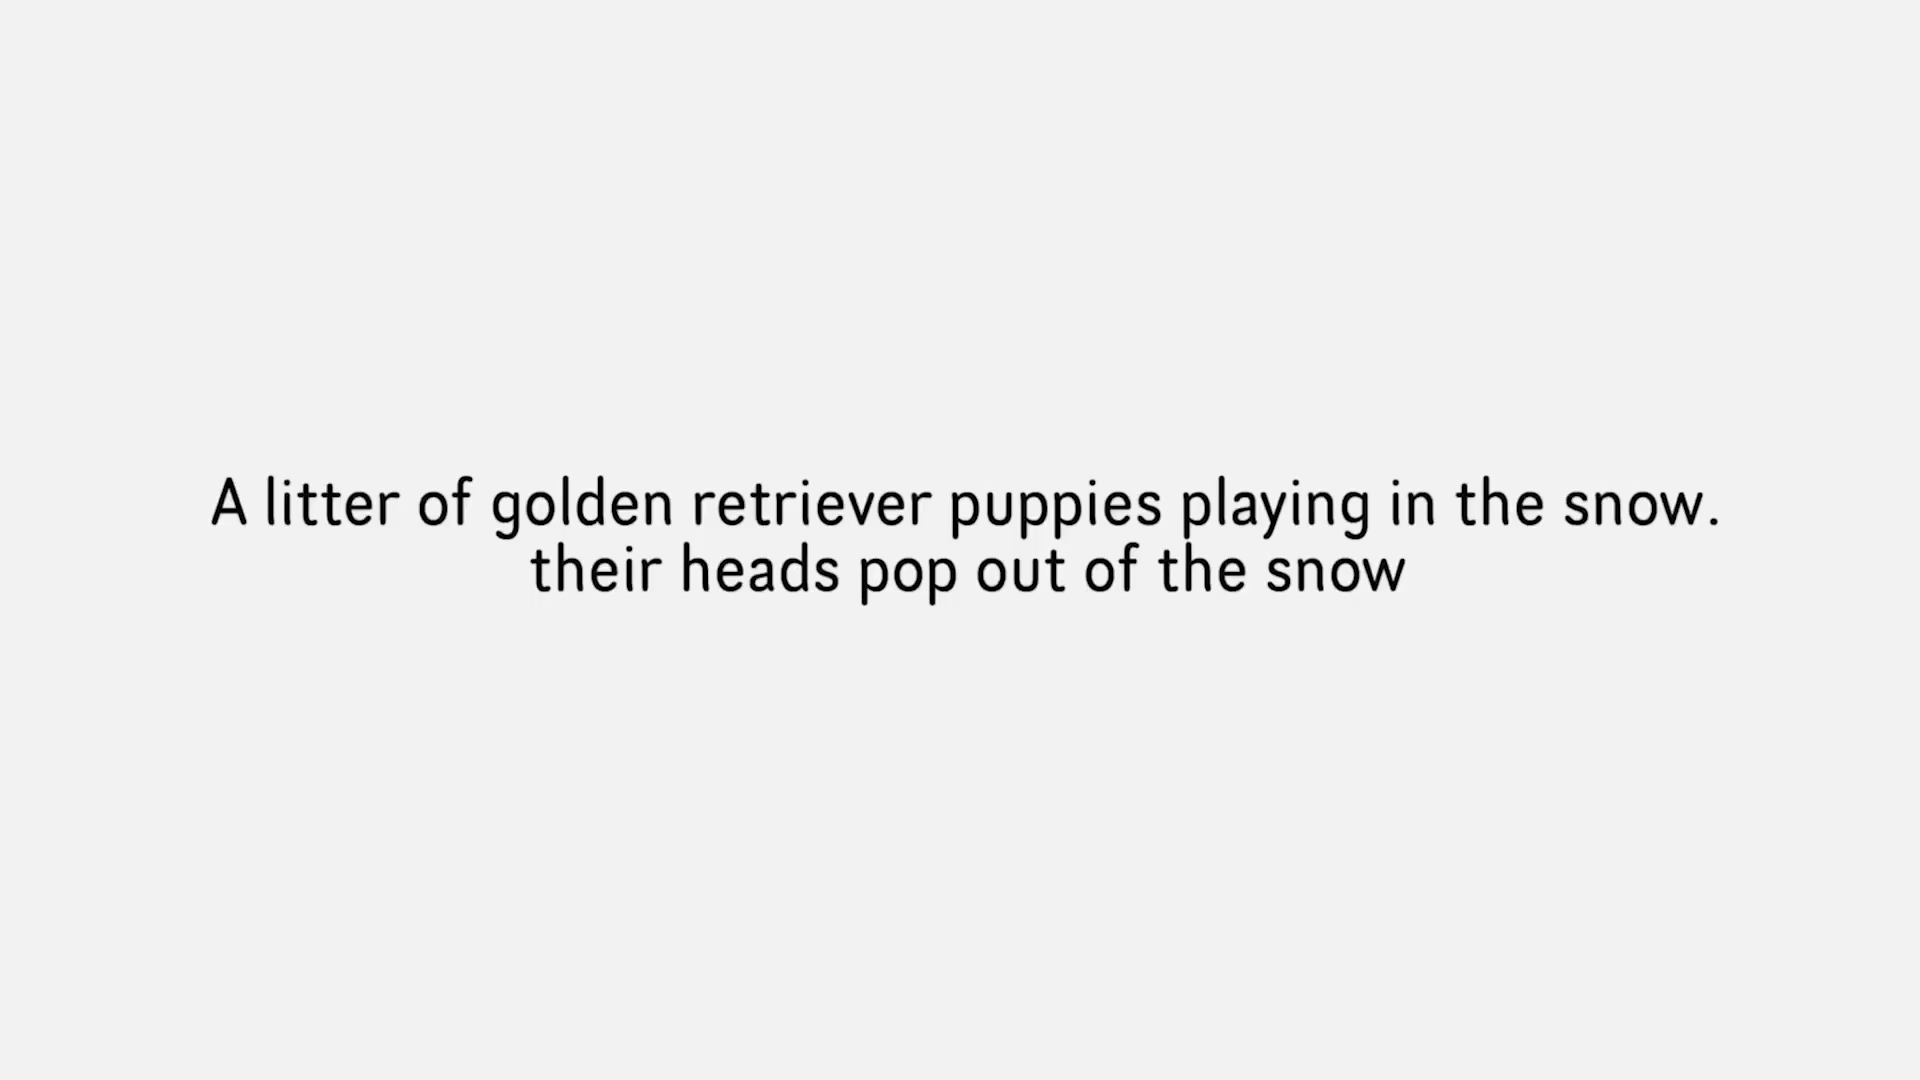 A litter of golden retriever puppies playing in the snow.
their heads pop out of the snow